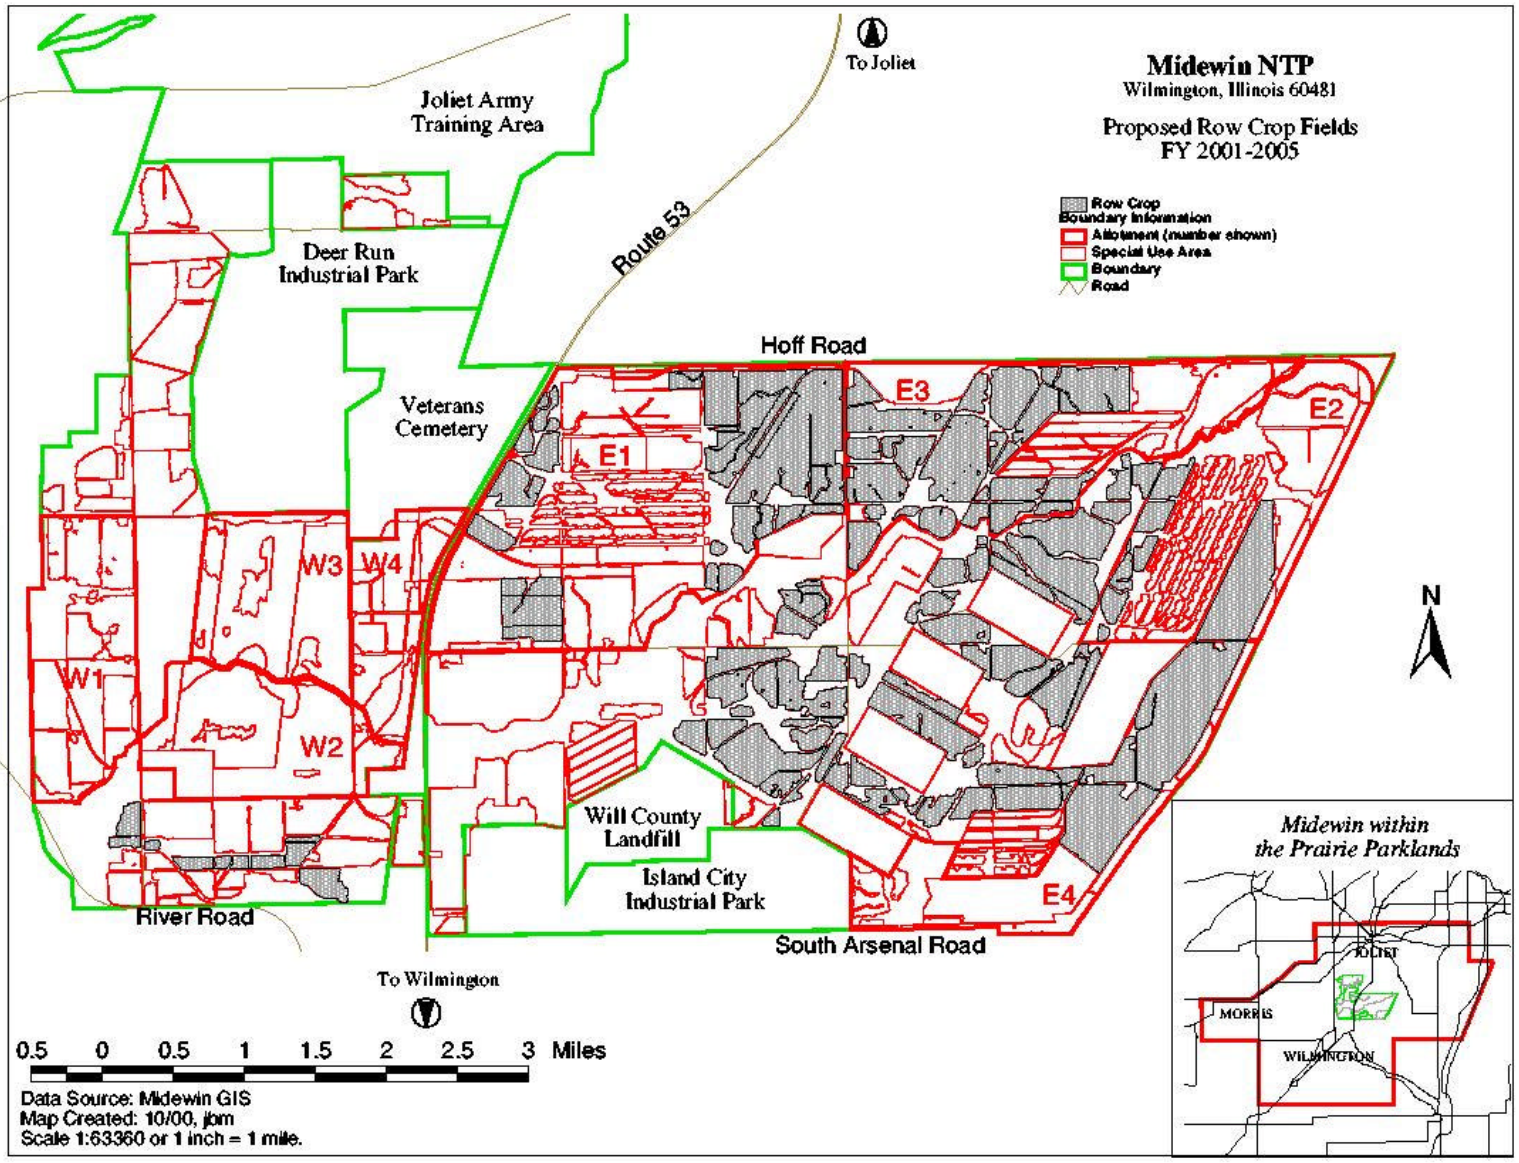 To Joliet
Midewin NTP
Wilmington, Illinois 60481
Proposed Row Crop Fields
FY 2001-2005
Joliet Army
Training Area
Row Crop
Boundary Information
Allotment (number shown)
Special Use Area
Boundary
Road
Route 53
Deer Run
Industrial Park
Hoff Road
Veterans
Cemetery
E3
E2
E1
W3
W4
N
W1
W2
Will County
Landfill
Island City
Industrial Park
E4
River Road
South Arsenal Road
Midewin within
the Prairie Parklands
JOLIET
MORRIS
WILMINGTON
To Wilmington
0.5 0 0.5 1 1.5 2 2.5 3 Miles
Data Source: Midewin GIS
Map Created: 10/00, jbm
Scale 1:63360 or 1 inch = 1 mile.